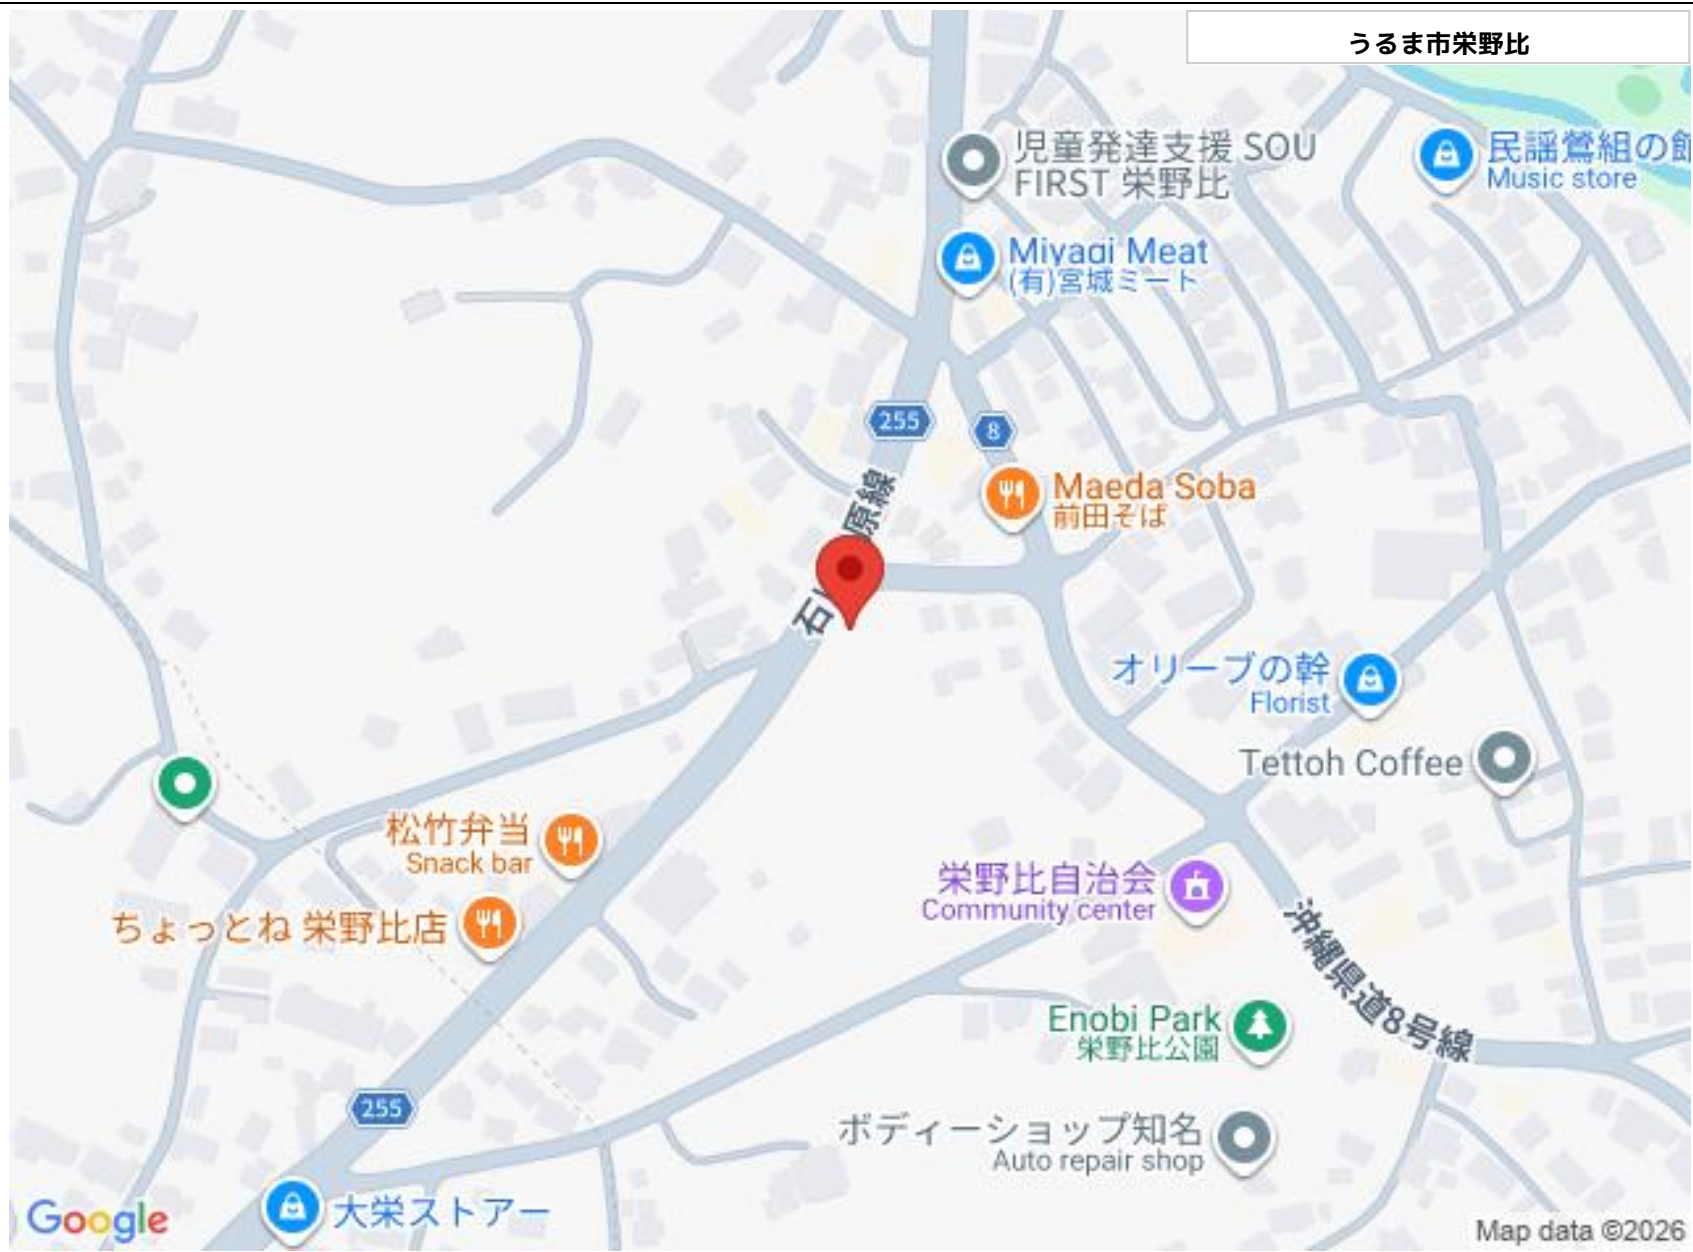 うるま市栄野比
児童発達支援 SOU
FIRST 栄野比
民謡鶯組の館
Music store
Miyagi Meat
(有)宮城ミート
255
8
Maeda Soba
前田そば
原線
石
オリーブの幹
Florist
Tettoh Coffee
松竹弁当
Snack bar
栄野比自治会
Community center
ちょっとね 栄野比店
沖縄県道8号線
Enobi Park
栄野比公園
255
ボディーショップ知名
Auto repair shop
大栄ストアー
Google
Map data ©2026